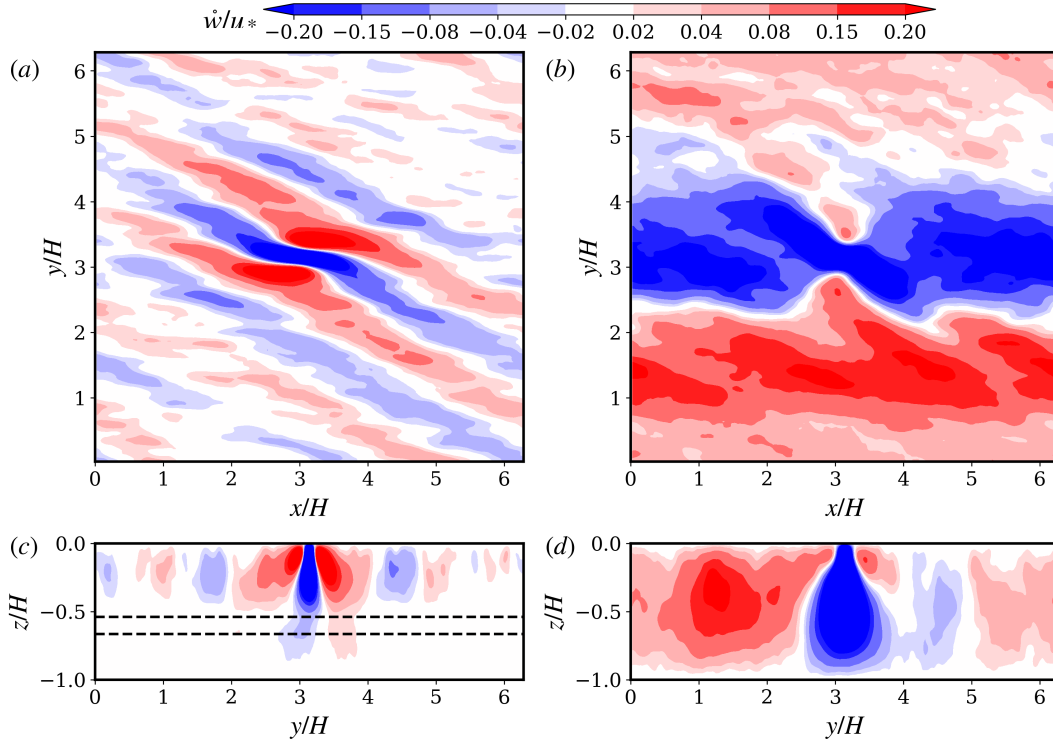 ẘ/u*
−0.20 −0.15 −0.08 −0.04 −0.02 0.02 0.04 0.08 0.15 0.20
(a) (b)
6 6
5 5
4 4
y/H 3 y/H 3
2 2
1 1
0 1 2 3 4 5 6 0 1 2 3 4 5 6
x/H x/H
(c) (d)
0.0 0.0
z/H −0.5 z/H −0.5
−1.0 −1.0
0 1 2 3 4 5 6 0 1 2 3 4 5 6
y/H y/H